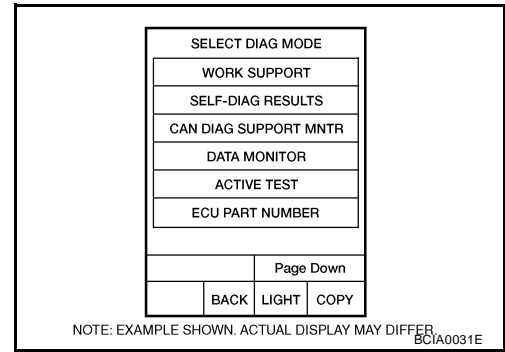 SELECT DIAG MODE
WORK SUPPORT
SELF-DIAG RESULTS
CAN DIAG SUPPORT MNTR
DATA MONITOR
ACTIVE TEST
ECU PART NUMBER
Page Down
BACK LIGHT COPY
NOTE: EXAMPLE SHOWN. ACTUAL DISPLAY MAY DIFFER.
BCIA0031E